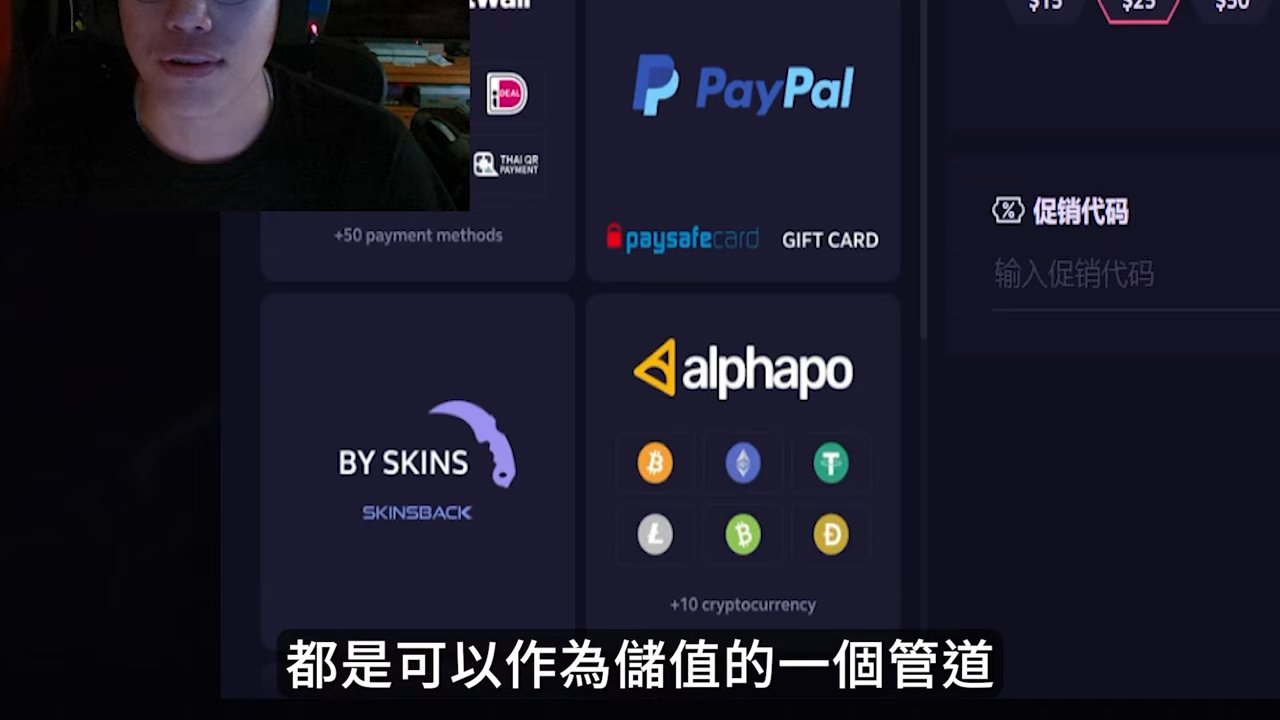 $15
$25
$50
iDEAL
THAI QR
PAYMENT
PayPal
+50 payment methods
paysafecard
GIFT CARD
促销代码
输入促销代码
BY SKINS
SKINSBACK
alphapo
+10 cryptocurrency
都是可以作為儲值的一個管道